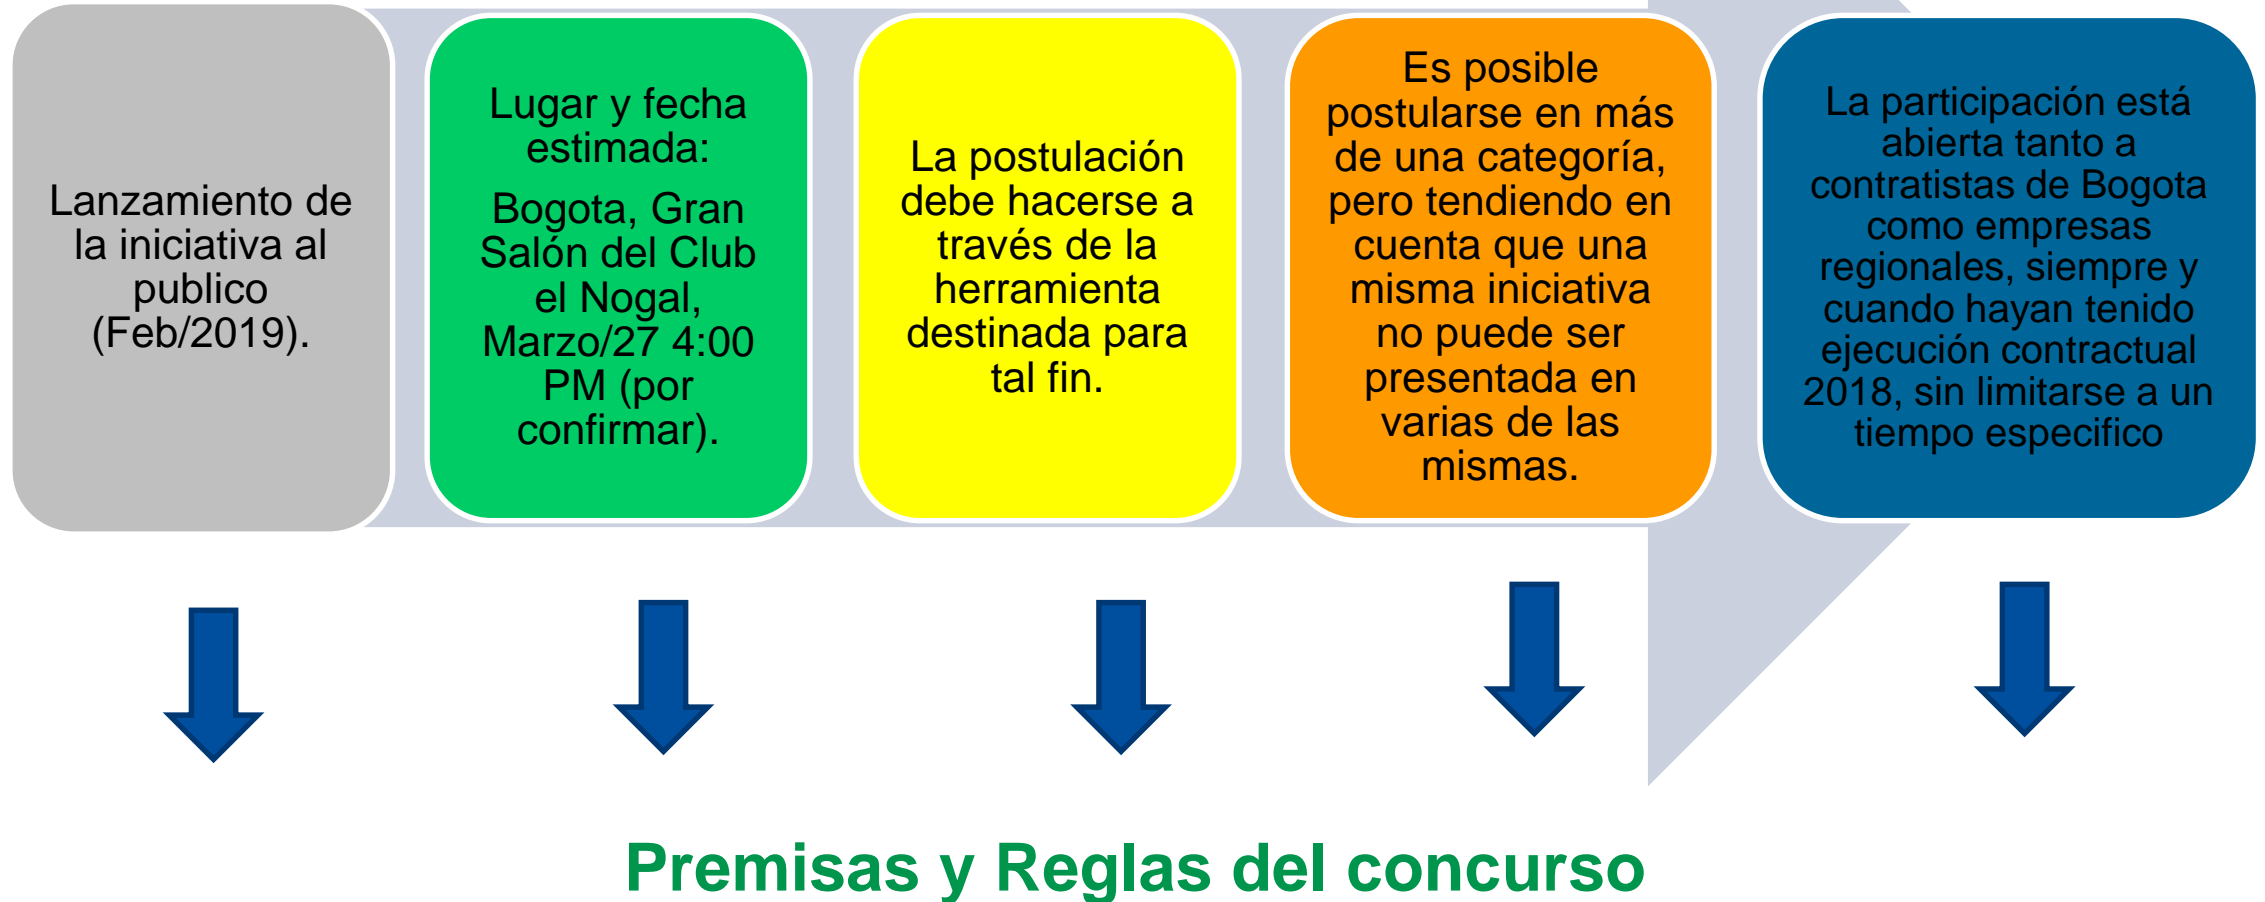 Lanzamiento de
la iniciativa al
publico
(Feb/2019).
Lugar y fecha
estimada:
Bogota, Gran
Salón del Club
el Nogal,
Marzo/27 4:00
PM (por
confirmar).
La postulación
debe hacerse a
través de la
herramienta
destinada para
tal fin.
Es posible
postularse en más
de una categoría,
pero tendiendo en
cuenta que una
misma iniciativa
no puede ser
presentada en
varias de las
mismas.
La participación está
abierta tanto a
contratistas de Bogota
como empresas
regionales, siempre y
cuando hayan tenido
ejecución contractual
2018, sin limitarse a un
tiempo especifico
Premisas y Reglas del concurso